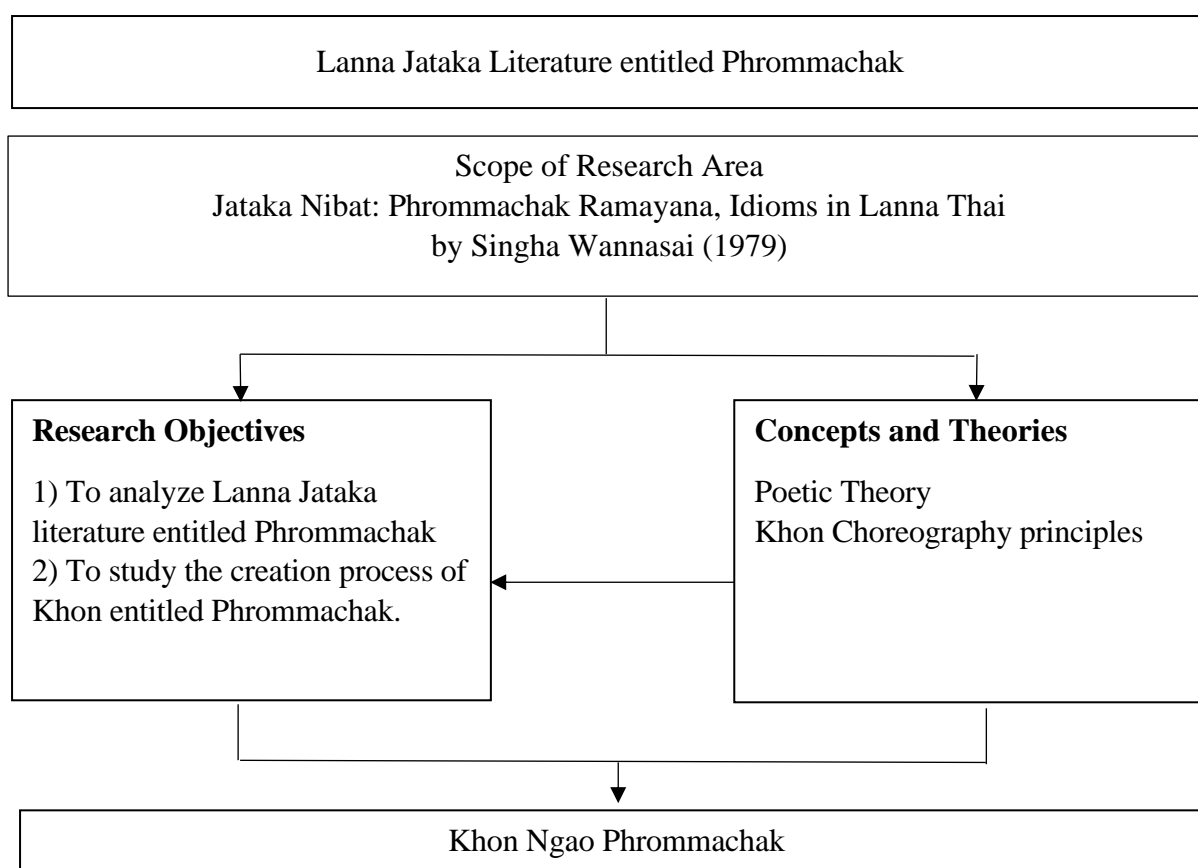 Lanna Jataka Literature entitled Phrommachak
Scope of Research Area
Jataka Nibat: Phrommachak Ramayana, Idioms in Lanna Thai
by Singha Wannasai (1979)
Research Objectives
1) To analyze Lanna Jataka
literature entitled Phrommachak
2) To study the creation process of
Khon entitled Phrommachak.
Concepts and Theories
Poetic Theory
Khon Choreography principles
Khon Ngao Phrommachak